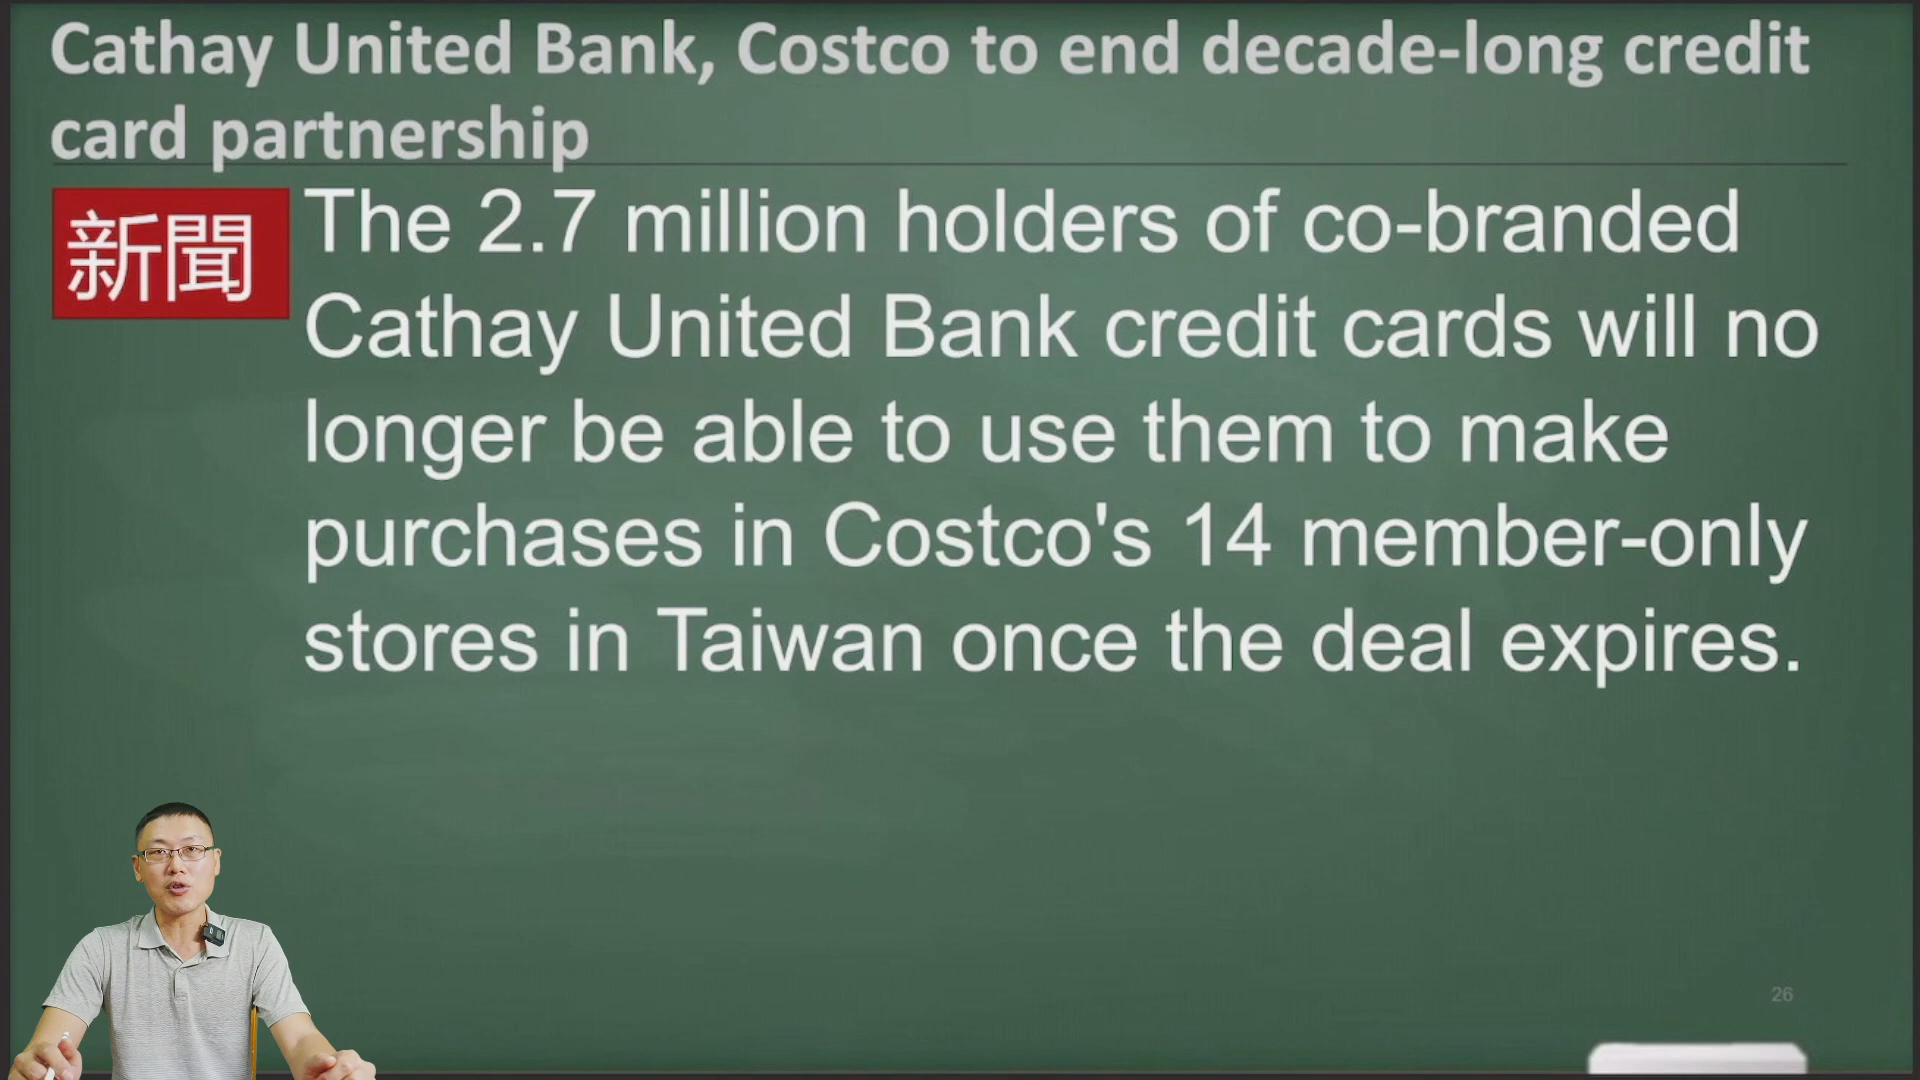 Cathay United Bank, Costco to end decade-long credit
card partnership
新聞
The 2.7 million holders of co-branded
Cathay United Bank credit cards will no
longer be able to use them to make
purchases in Costco's 14 member-only
stores in Taiwan once the deal expires.
26